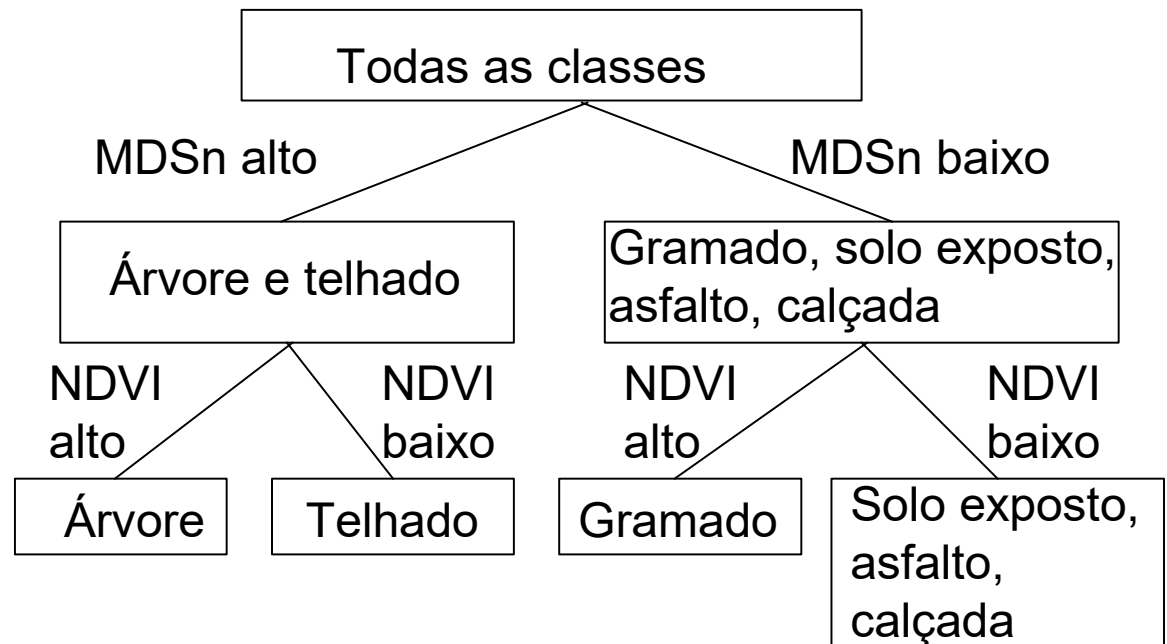 Todas as classes
MDSn alto
MDSn baixo
Árvore e telhado
Gramado, solo exposto,
asfalto, calçada
NDVI
alto
NDVI
baixo
NDVI
alto
NDVI
baixo
Árvore
Telhado
Gramado
Solo exposto,
asfalto,
calçada